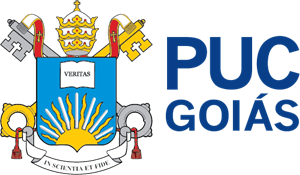 VERITAS
IN SCIENTIA ET FIDE
PUC
GOIÁS